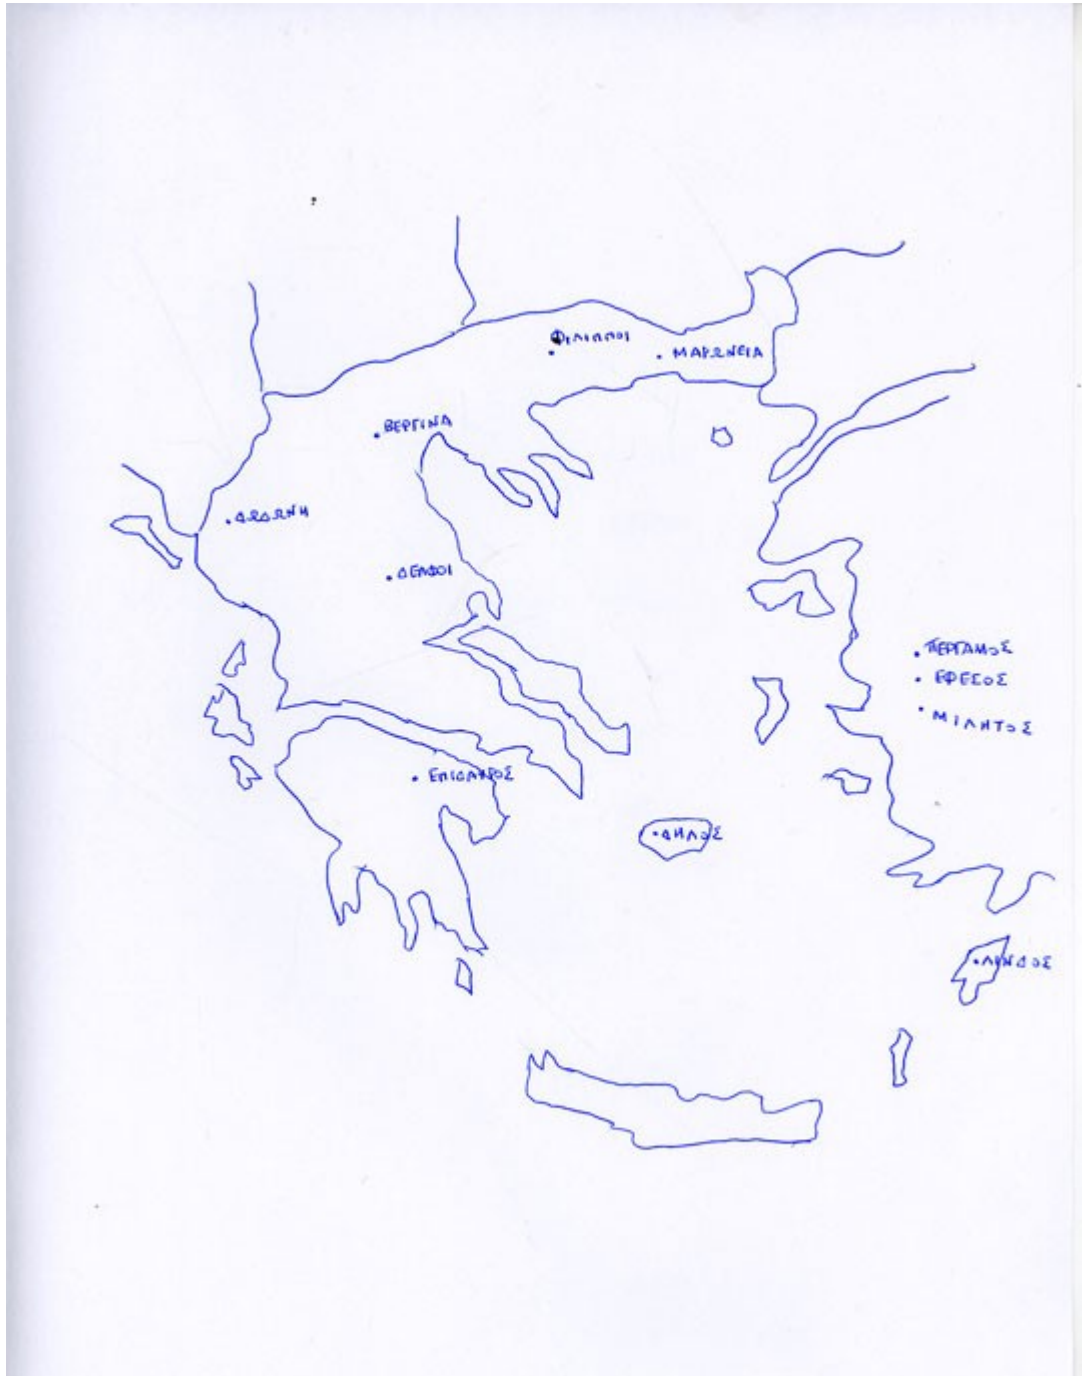 ΦΙΛΙΠΠΟΙ
ΜΑΡΩΝΕΙΑ
ΒΕΡΓΙΝΑ
ΔΩΔΩΝΗ
ΔΕΛΦΟΙ
ΠΕΡΓΑΜΟΣ
ΕΦΕΣΟΣ
ΜΙΛΗΤΟΣ
ΕΠΙΔΑΥΡΟΣ
ΔΗΛΟΣ
ΛΙΝΔΟΣ